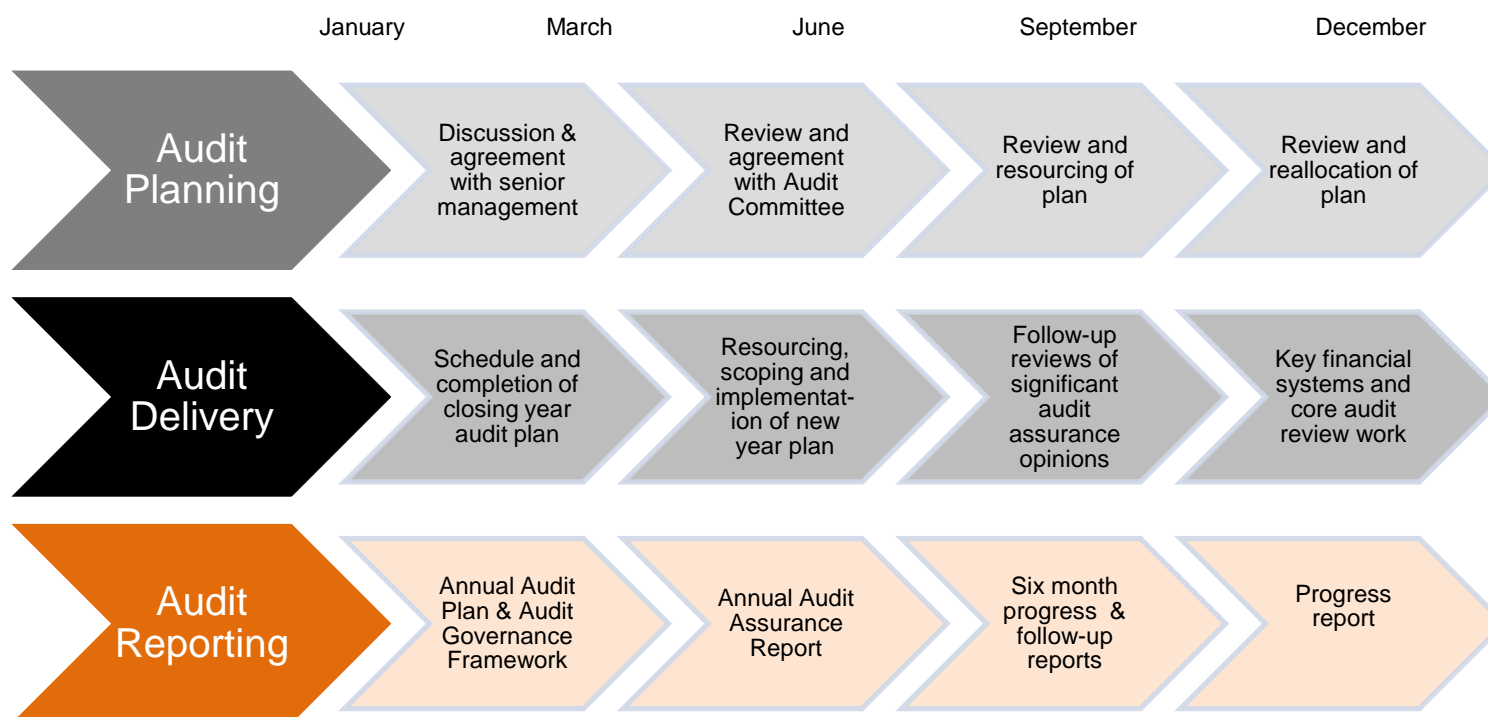 January March June September December
Audit
Planning
Discussion &
agreement
with senior
management
Review and
agreement
with Audit
Committee
Review and
resourcing of
plan
Review and
reallocation of
plan
Audit
Delivery
Schedule and
completion of
closing year
audit plan
Resourcing,
scoping and
implementat-
ion of new
year plan
Follow-up
reviews of
significant
audit
assurance
opinions
Key financial
systems and
core audit
review work
Audit
Reporting
Annual Audit
Plan & Audit
Governance
Framework
Annual Audit
Assurance
Report
Six month
progress &
follow-up
reports
Progress
report